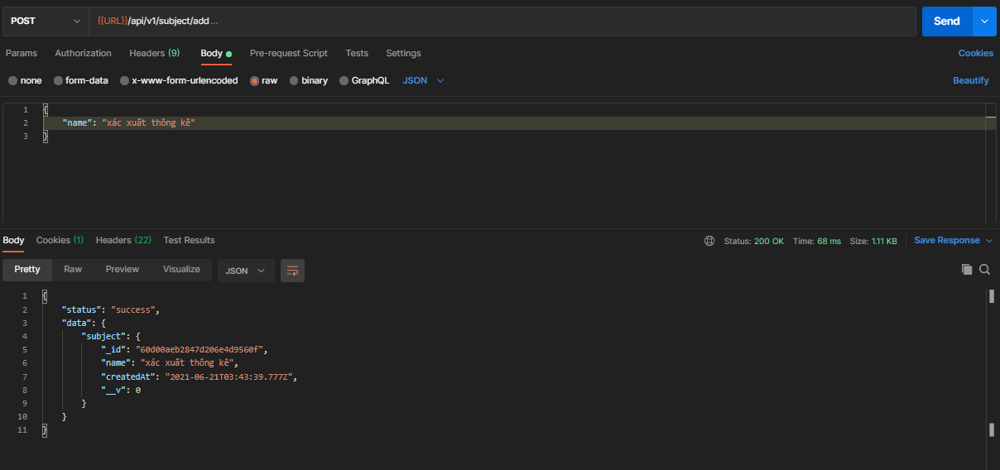 POST {{URL}}/api/v1/subject/add ... Send
Params Authorization Headers (9) Body Pre-request Script Tests Settings Cookies
none form-data x-www-form-urlencoded raw binary GraphQL JSON Beautify
1 {
2 "name": "xác xuất thông kê"
3 }
Body Cookies (1) Headers (22) Test Results Status: 200 OK Time: 68 ms Size: 1.11 KB Save Response
Pretty Raw Preview Visualize JSON
1 {
2 "status": "success",
3 "data": {
4 "subject": {
5 "_id": "60d00aeb2847d206e4d9560f",
6 "name": "xác xuất thông kê",
7 "createdAt": "2021-06-21T03:43:39.777Z",
8 "__v": 0
9 }
10 }
11 }